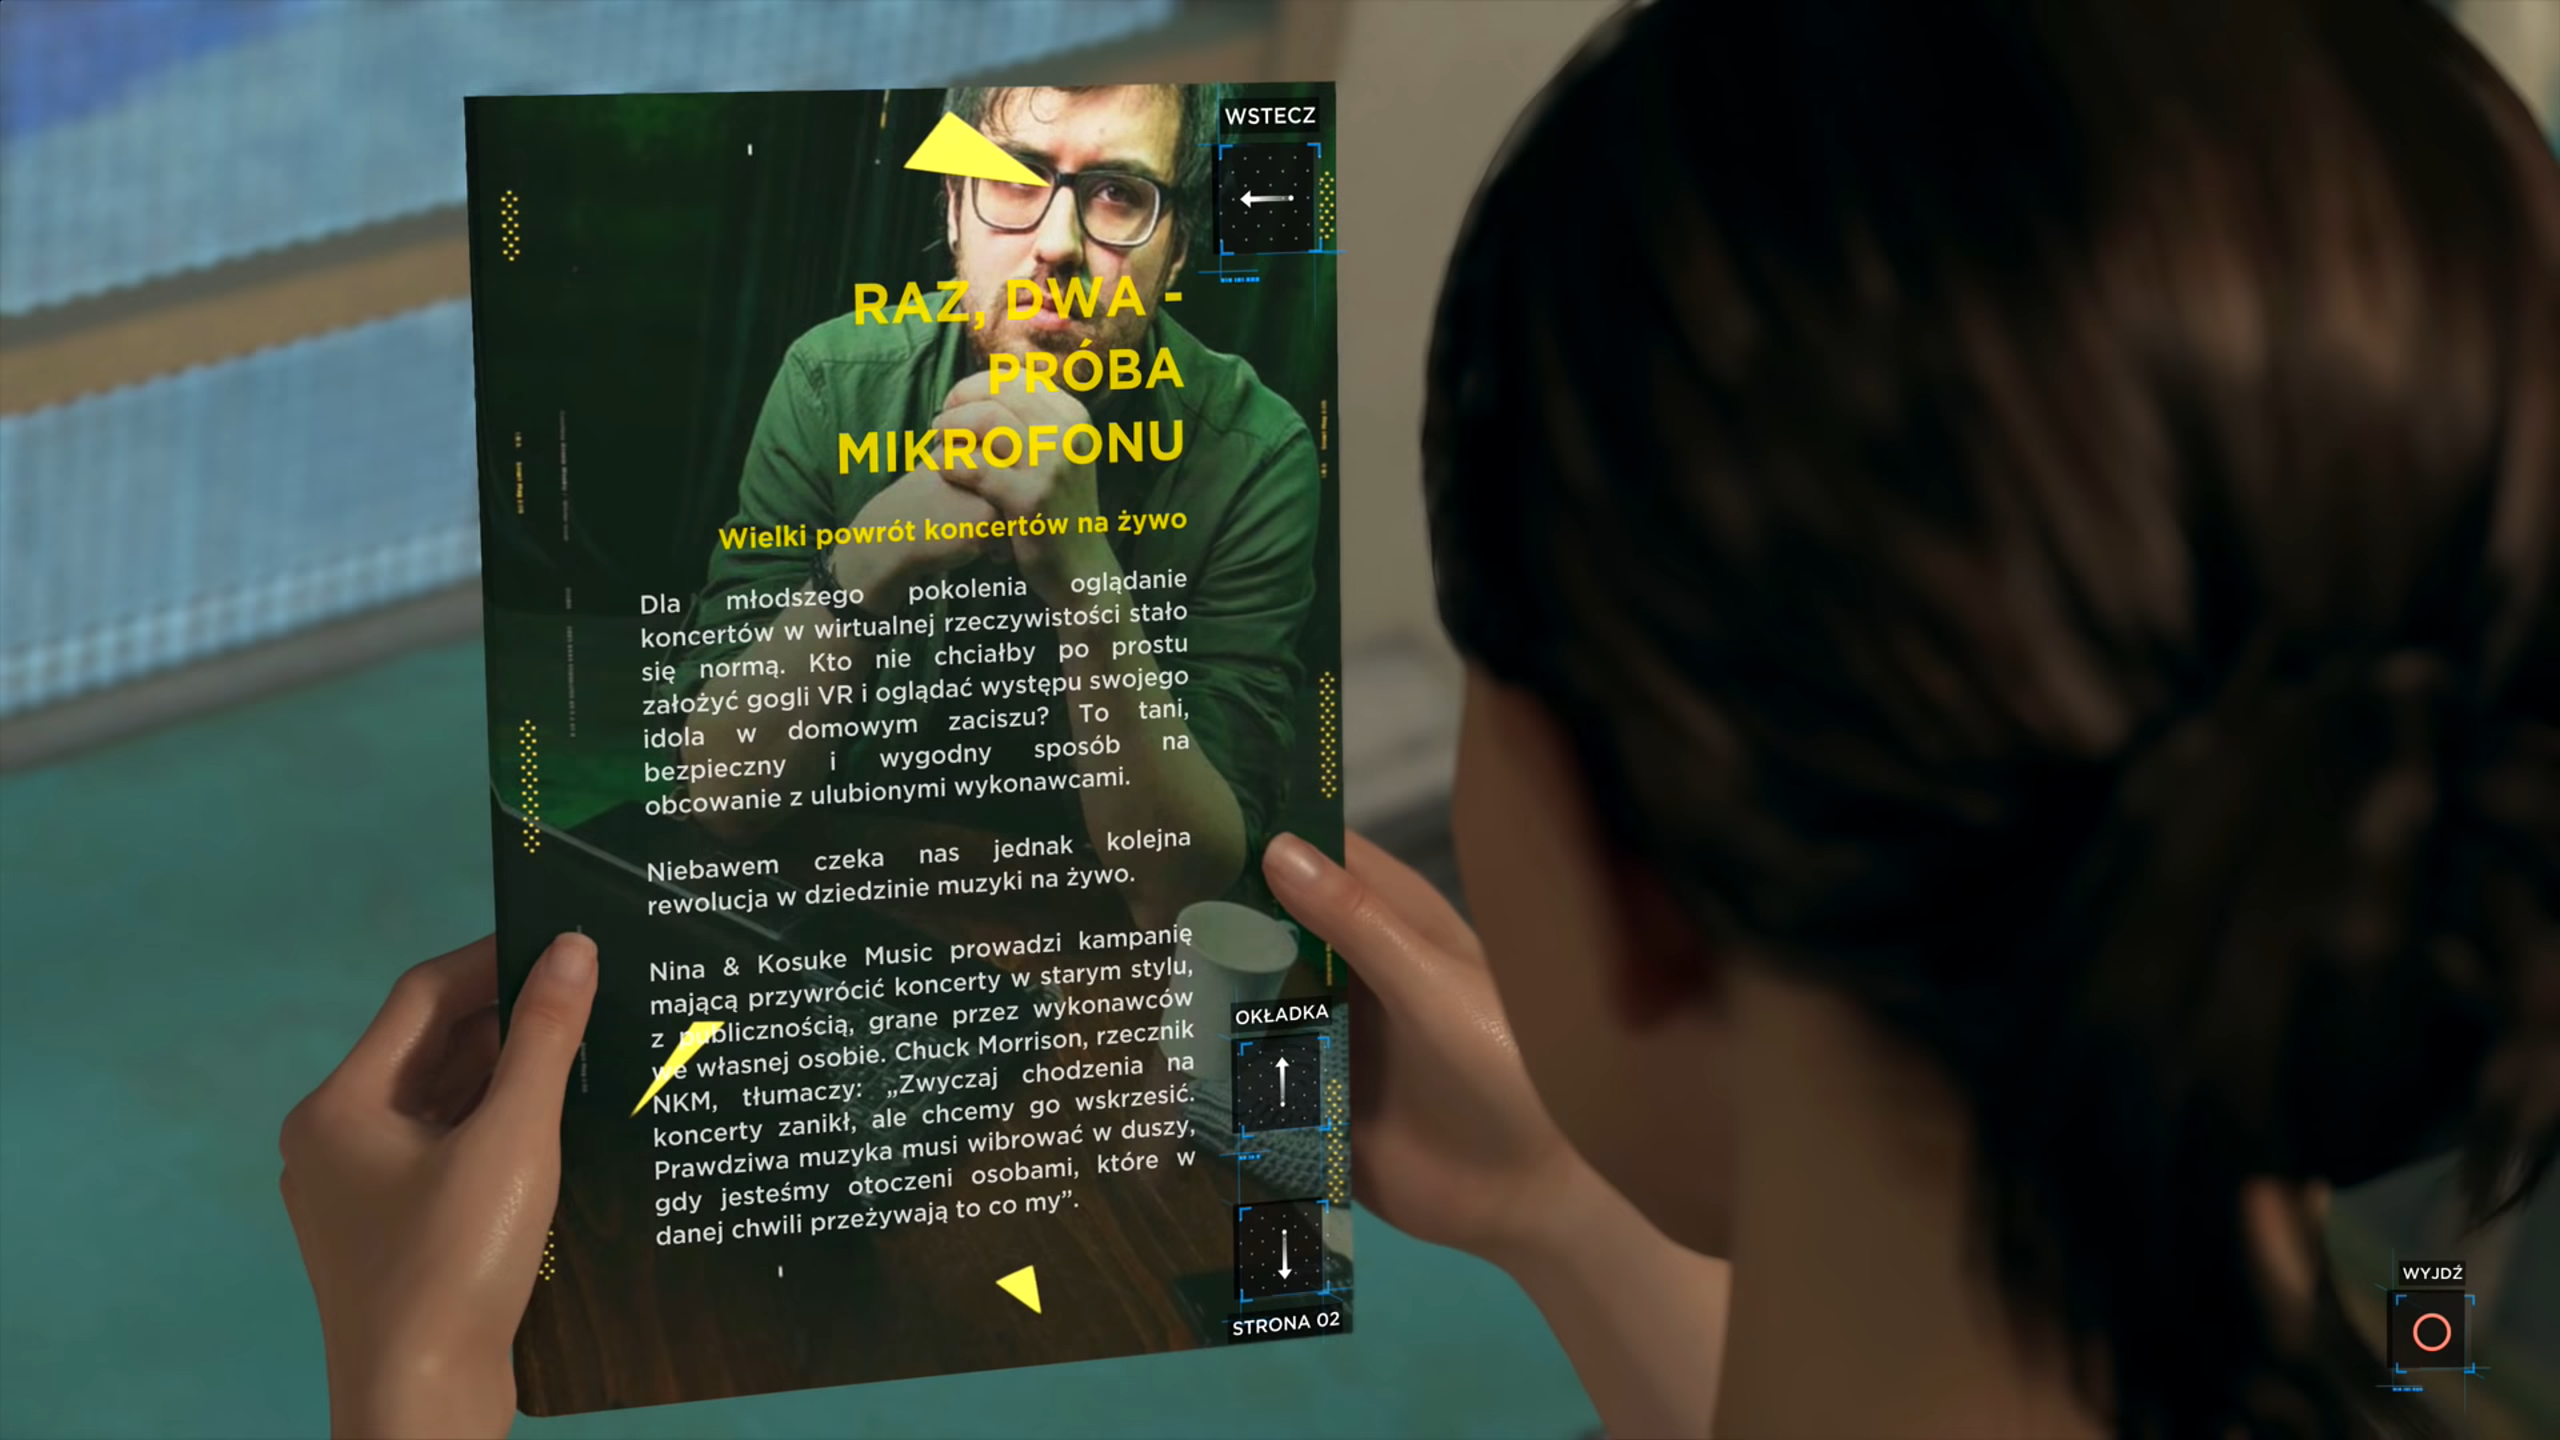 WSTECZ
RAZ, DWA -
PRÓBA
MIKROFONU
Wielki powrót koncertów na żywo
Dla młodszego pokolenia oglądanie
koncertów w wirtualnej rzeczywistości stało
się normą. Kto nie chciałby po prostu
założyć gogli VR i oglądać występu swojego
idola w domowym zaciszu? To tani,
bezpieczny i wygodny sposób na
obcowanie z ulubionymi wykonawcami.
Niebawem czeka nas jednak kolejna
rewolucja w dziedzinie muzyki na żywo.
Nina & Kosuke Music prowadzi kampanię
mającą przywrócić koncerty w starym stylu,
z publicznością, grane przez wykonawców
we własnej osobie. Chuck Morrison, rzecznik
NKM, tłumaczy: „Zwyczaj chodzenia na
koncerty zanikł, ale chcemy go wskrzesić.
Prawdziwa muzyka musi wibrować w duszy,
gdy jesteśmy otoczeni osobami, które w
danej chwili przeżywają to co my”.
OKŁADKA
STRONA 02
WYJDŹ